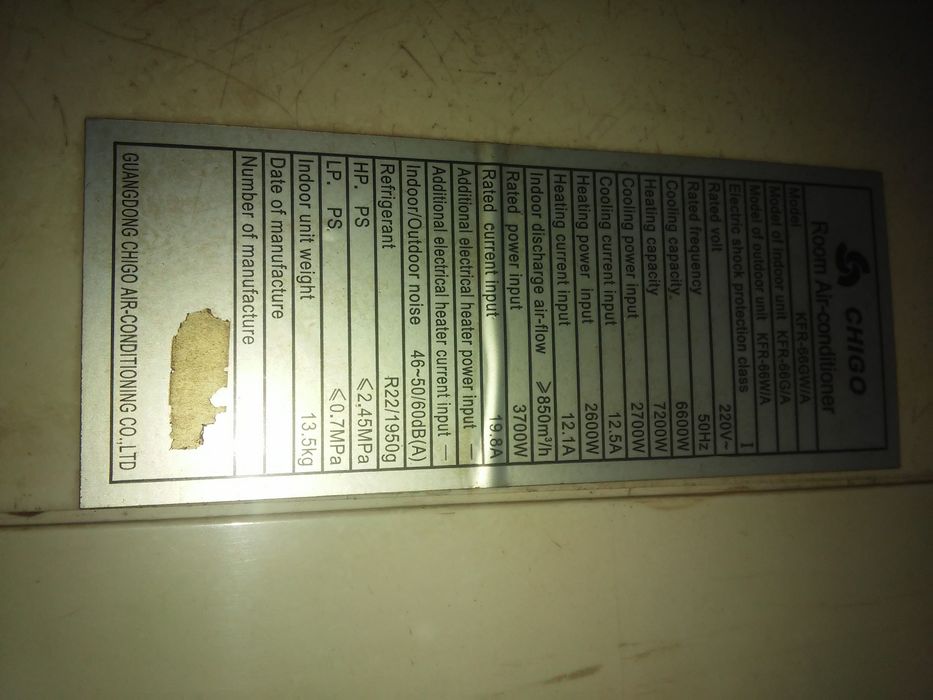 CHIGO
Room Air-conditioner
Model KFR-66GW/A
Model of indoor unit KFR-66G/A
Model of outdoor unit KFR-66W/A
Electric shock protection class I
Rated volt 220V~
Rated frequency 50Hz
Cooling capacity 6600W
Heating capacity 7200W
Cooling power input 2700W
Cooling current input 12.5A
Heating power input 2600W
Heating current input 12.1A
Indoor discharge air-flow ≥850m³/h
Rated power input 3700W
Rated current input 19.8A
Additional electrical heater power input —
Additional electrical heater current input —
Indoor/Outdoor noise 46~50/60dB(A)
Refrigerant R22/1950g
HP. PS ≤2.45MPa
LP. PS ≤0.7MPa
Indoor unit weight 13.5kg
Date of manufacture
Number of manufacture
GUANGDONG CHIGO AIR-CONDITIONING CO.,LTD